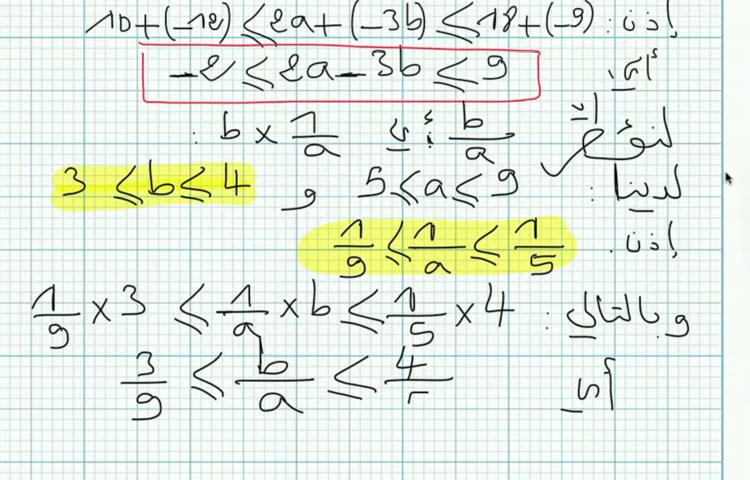 إذن: 10+(-12) ≤ 2a+(-3b) ≤ 18+(-9)
أي: -2 ≤ 2a-3b ≤ 9
b/a أي b × 1/a :
لدينا: 5 ≤ a ≤ 9 و 3 ≤ b ≤ 4
إذن: 1/9 ≤ 1/a ≤ 1/5
وبالتالي: 1/9 × 3 ≤ 1/a × b ≤ 1/5 × 4
أي 3/9 ≤ b/a ≤ 4/5